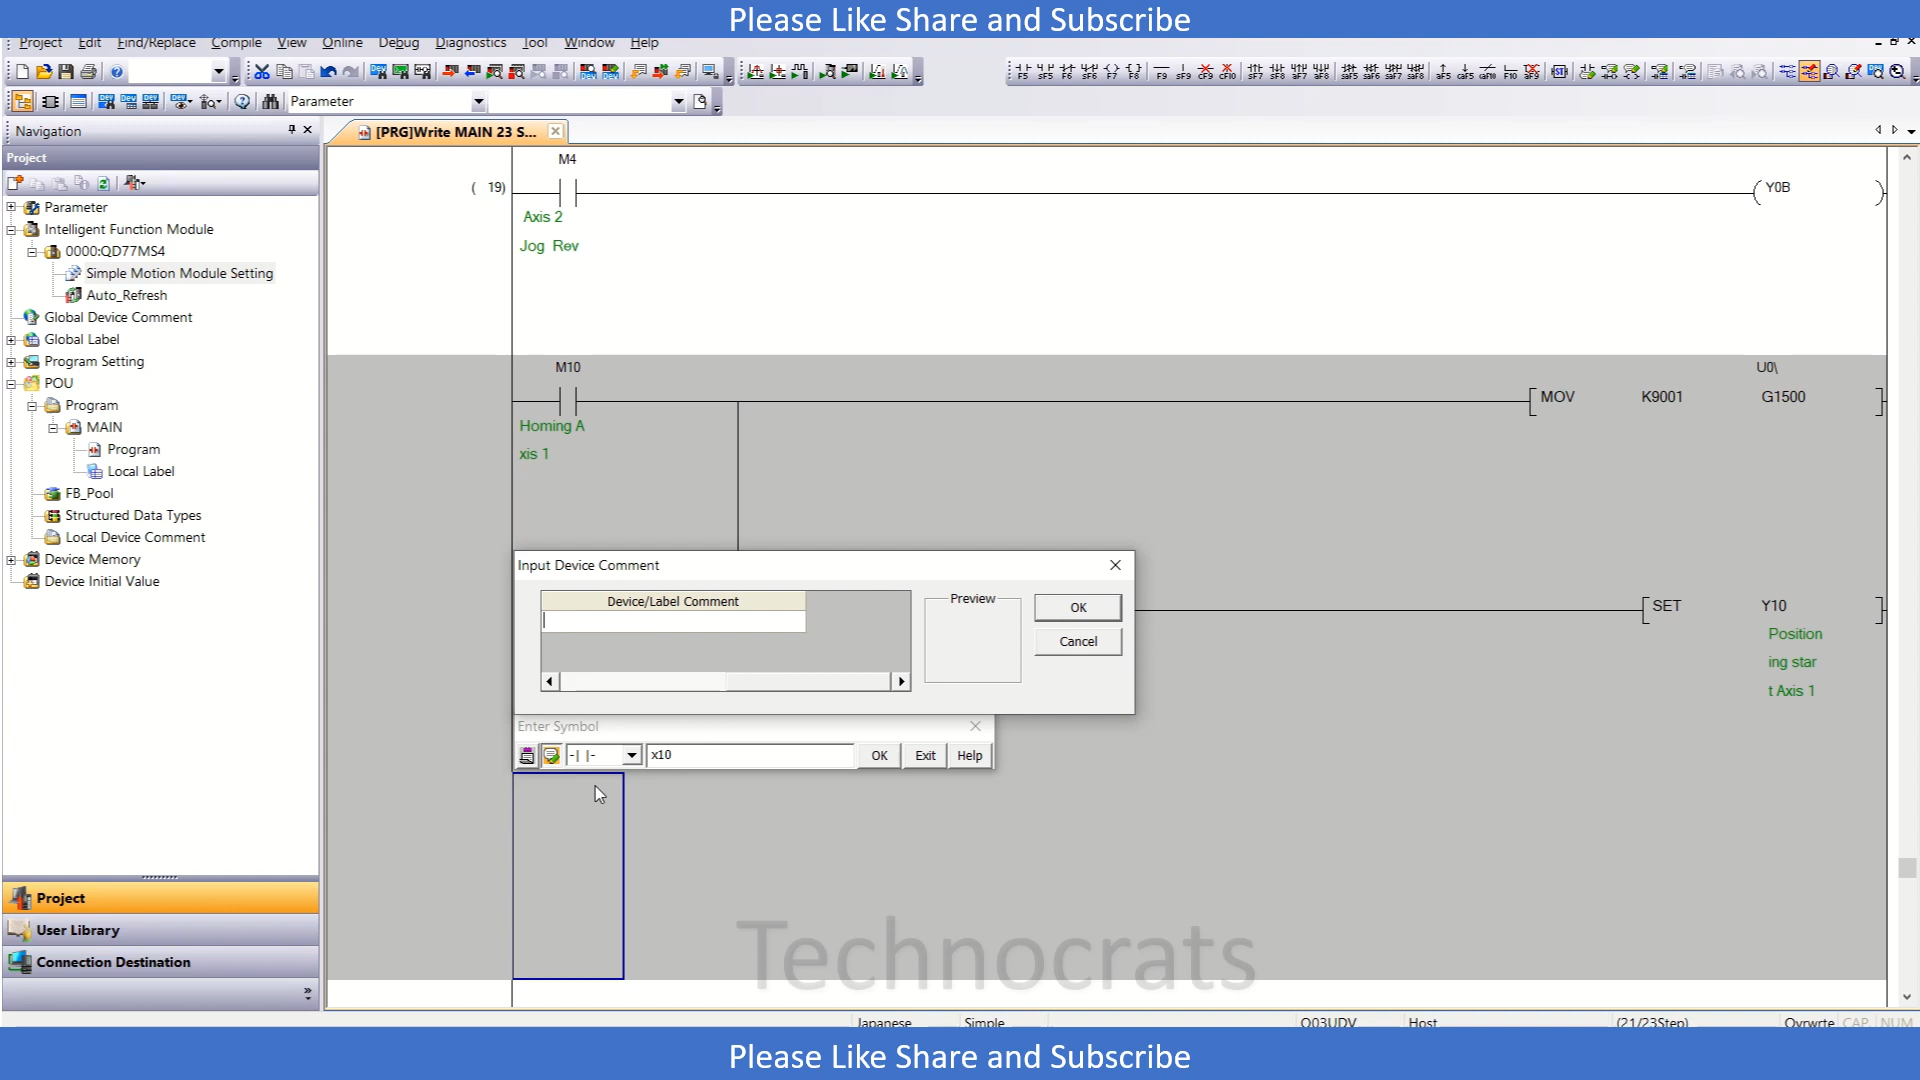 Please Like Share and Subscribe
Project Edit Find/Replace Compile View Online Debug Diagnostics Tool Window Help
Parameter
Navigation
[PRG]Write MAIN 23 S...
Project
Parameter
Intelligent Function Module
0000:QD77MS4
Simple Motion Module Setting
Auto_Refresh
Global Device Comment
Global Label
Program Setting
POU
Program
MAIN
Program
Local Label
FB_Pool
Structured Data Types
Local Device Comment
Device Memory
Device Initial Value
Project
User Library
Connection Destination
M4
( 19)
Y0B
Axis 2
Jog Rev
M10
U0\
MOV K9001 G1500
Homing A
xis 1
Input Device Comment
Device/Label Comment
Preview
OK
Cancel
SET Y10
Position
ing star
t Axis 1
Enter Symbol
x10
OK Exit Help
Technocrats
Japanese Simple Q03UDV Host (21/23Step) Ovrwrte CAP NUM
Please Like Share and Subscribe